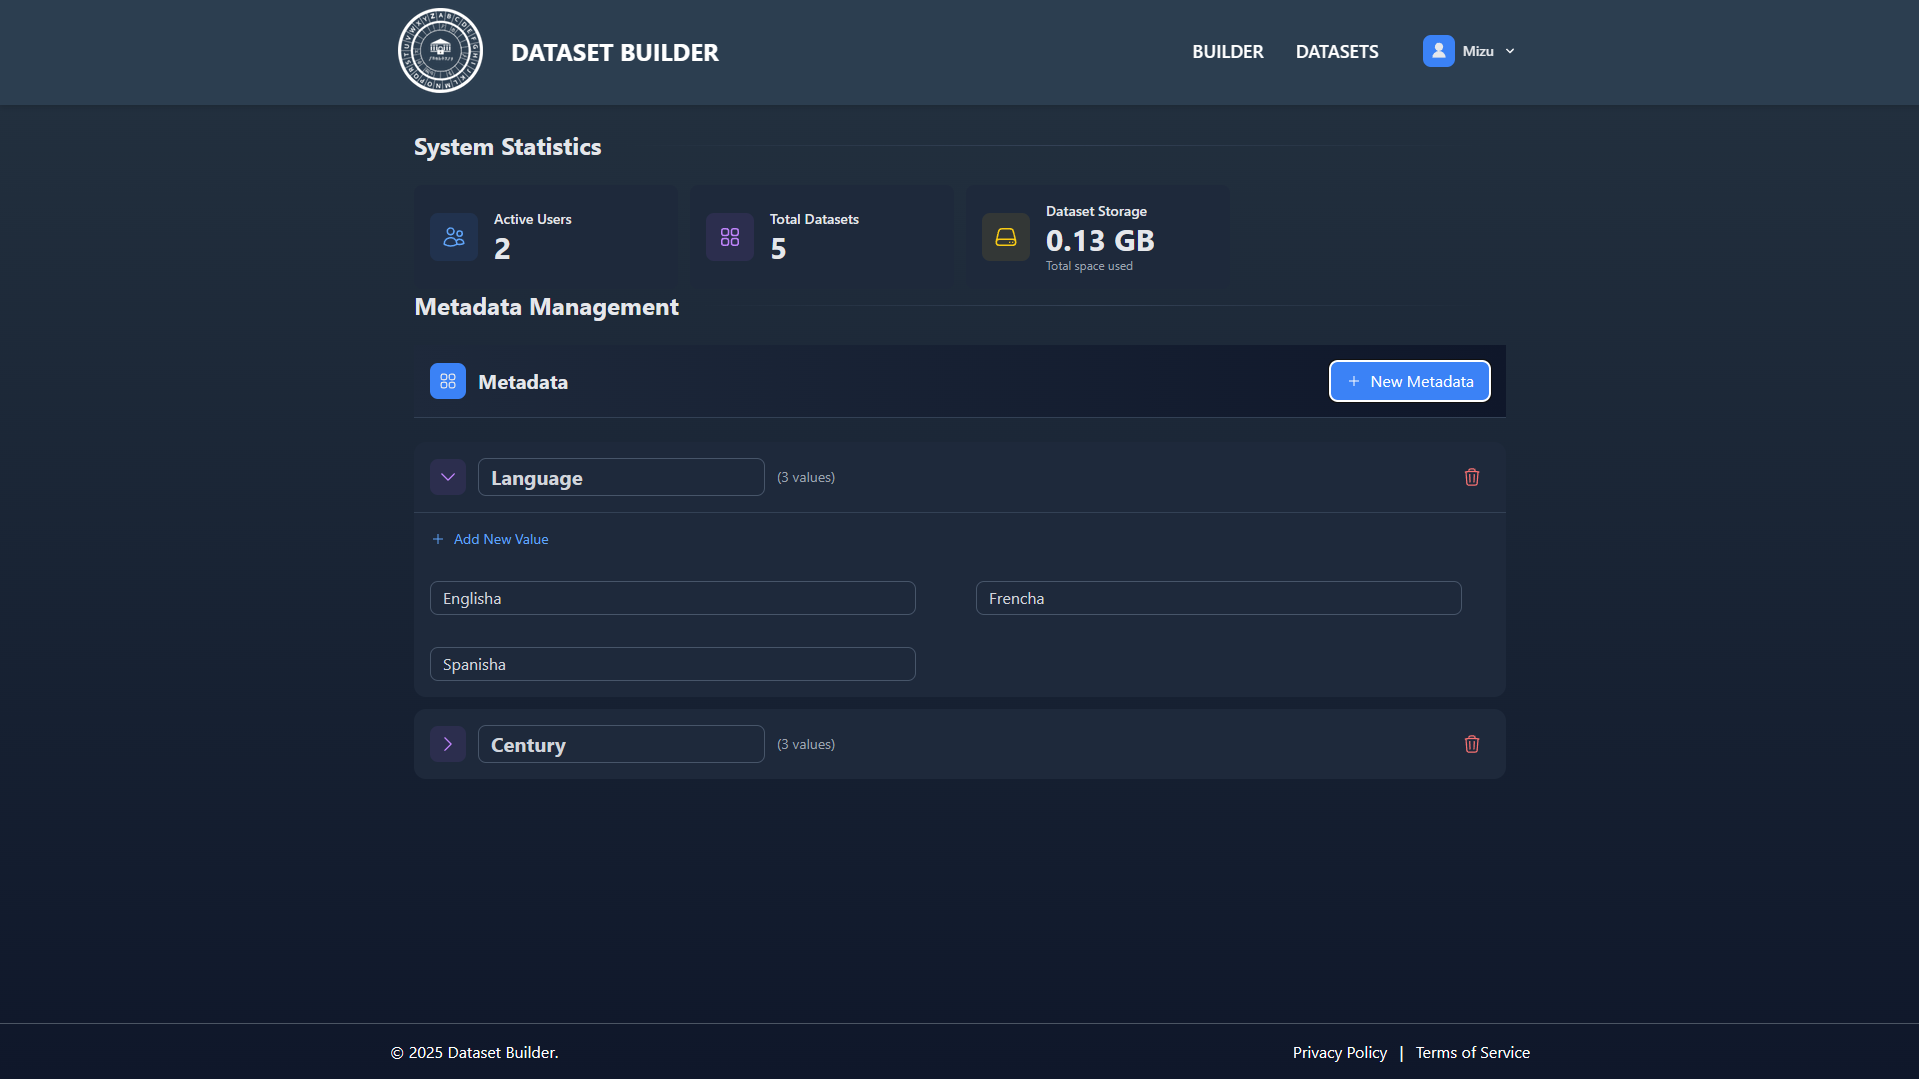 DATASET BUILDER
BUILDER DATASETS Mizu
System Statistics
Active Users
2
Total Datasets
5
Dataset Storage
0.13 GB
Total space used
Metadata Management
Metadata
New Metadata
Language (3 values)
Add New Value
Englisha Frencha
Spanisha
Century (3 values)
© 2025 Dataset Builder.
Privacy Policy | Terms of Service